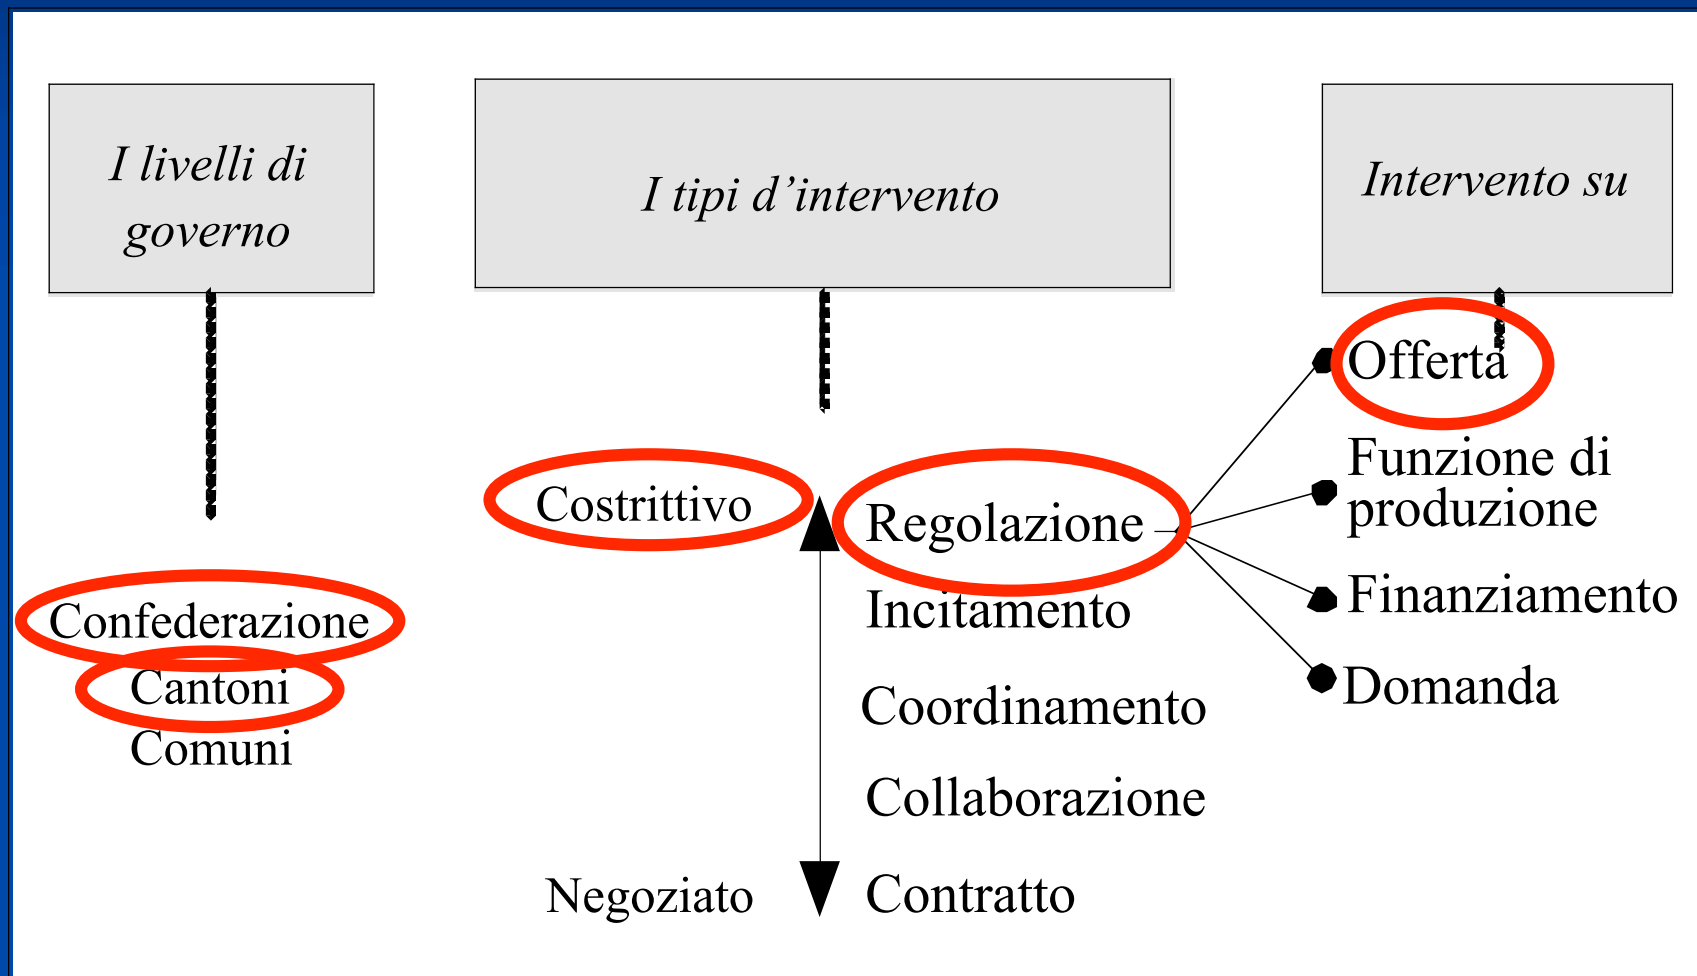 I livelli di
governo
I tipi d’intervento
Intervento su
Confederazione
Cantoni
Comuni
Costrittivo
Negoziato
Regolazione
Incitamento
Coordinamento
Collaborazione
Contratto
Offerta
Funzione di
produzione
Finanziamento
Domanda